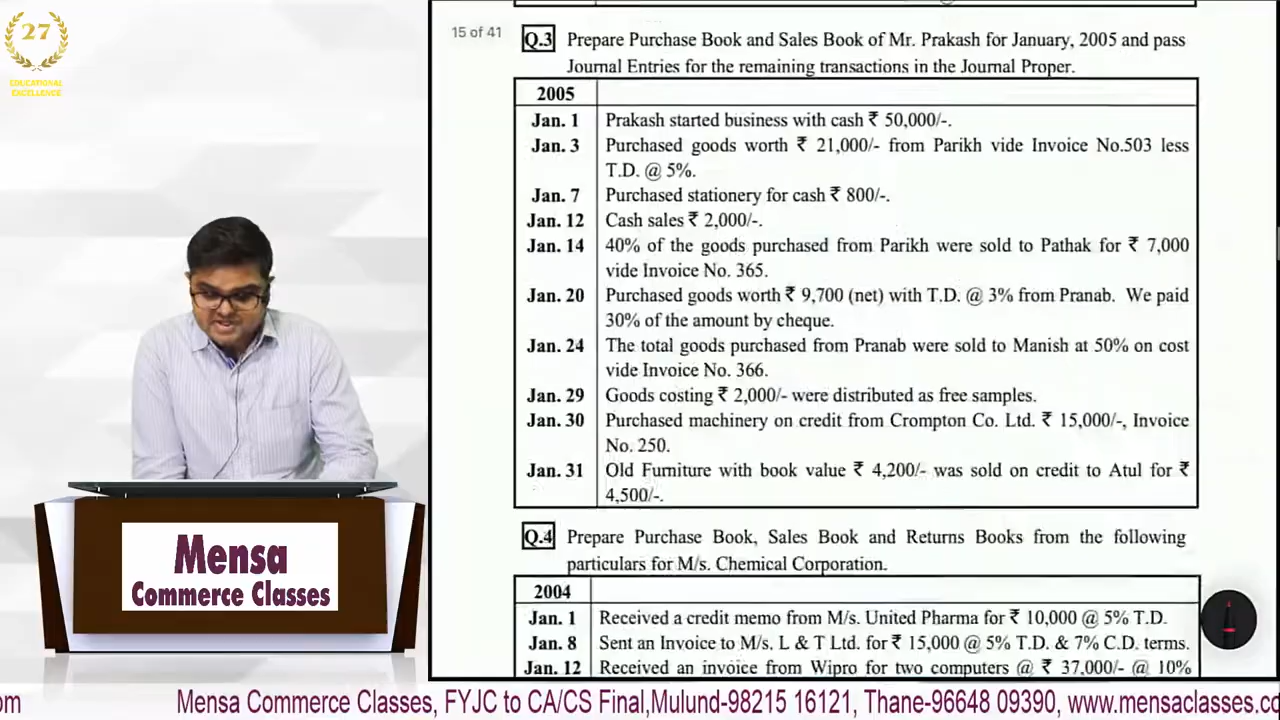 27
EDUCATIONAL
EXCELLENCE
15 of 41
Q.3 Prepare Purchase Book and Sales Book of Mr. Prakash for January, 2005 and pass
Journal Entries for the remaining transactions in the Journal Proper.
2005
Jan. 1 Prakash started business with cash ₹ 50,000/-.
Jan. 3 Purchased goods worth ₹ 21,000/- from Parikh vide Invoice No.503 less
T.D. @ 5%.
Jan. 7 Purchased stationery for cash ₹ 800/-.
Jan. 12 Cash sales ₹ 2,000/-.
Jan. 14 40% of the goods purchased from Parikh were sold to Pathak for ₹ 7,000
vide Invoice No. 365.
Jan. 20 Purchased goods worth ₹ 9,700 (net) with T.D. @ 3% from Pranab. We paid
30% of the amount by cheque.
Jan. 24 The total goods purchased from Pranab were sold to Manish at 50% on cost
vide Invoice No. 366.
Jan. 29 Goods costing ₹ 2,000/- were distributed as free samples.
Jan. 30 Purchased machinery on credit from Crompton Co. Ltd. ₹ 15,000/-, Invoice
No. 250.
Jan. 31 Old Furniture with book value ₹ 4,200/- was sold on credit to Atul for ₹
4,500/-.
Q.4 Prepare Purchase Book, Sales Book and Returns Books from the following
particulars for M/s. Chemical Corporation.
2004
Jan. 1 Received a credit memo from M/s. United Pharma for ₹ 10,000 @ 5% T.D.
Jan. 8 Sent an Invoice to M/s. L & T Ltd. for ₹ 15,000 @ 5% T.D. & 7% C.D. terms.
Jan. 12 Received an invoice from Wipro for two computers @ ₹ 37,000/- @ 10%
Mensa
Commerce Classes
om Mensa Commerce Classes, FYJC to CA/CS Final,Mulund-98215 16121, Thane-96648 09390, www.mensaclasses.co